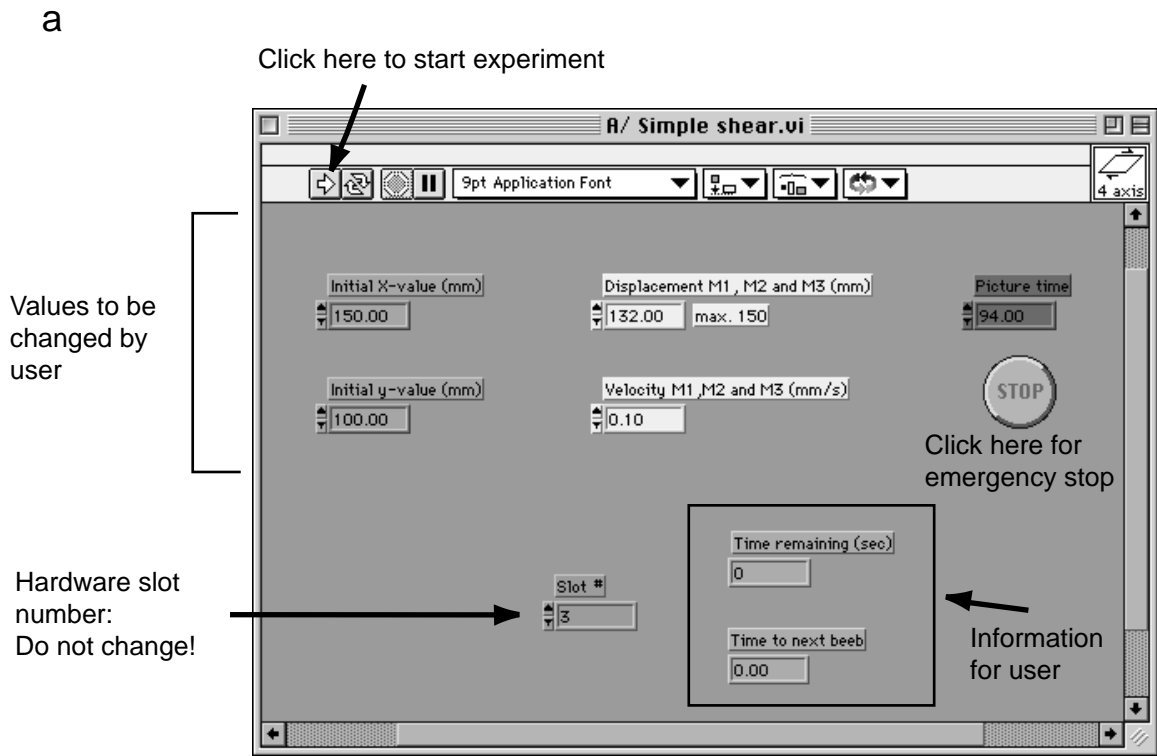 a
Click here to start experiment
A/ Simple shear.vi
9pt Application Font
4 axis
Values to be
changed by
user
Initial X-value (mm)
150.00
Displacement M1, M2 and M3 (mm)
132.00
max. 150
Picture time
94.00
Initial y-value (mm)
100.00
Velocity M1,M2 and M3 (mm/s)
0.10
STOP
Click here for
emergency stop
Hardware slot
number:
Do not change!
Slot #
3
Time remaining (sec)
0
Time to next beeb
0.00
Information
for user